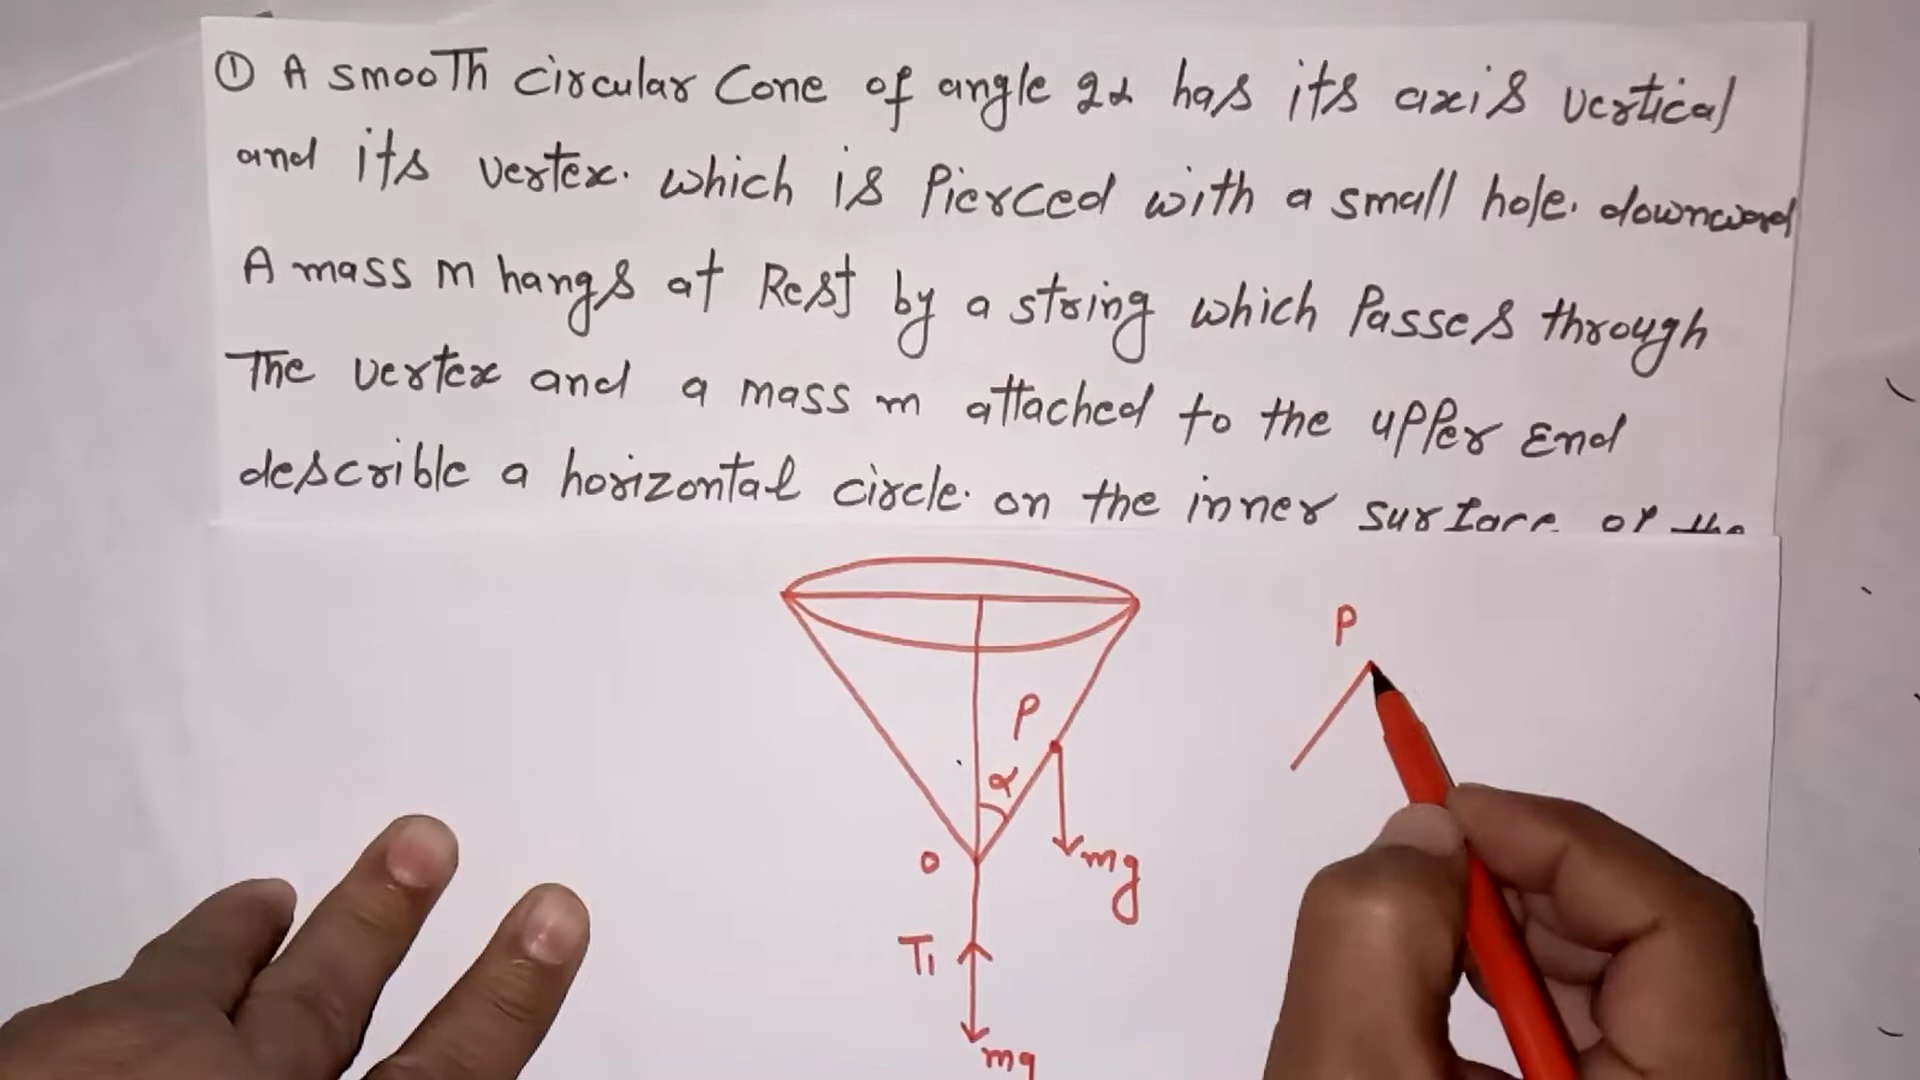 ① A smooth circular Cone of angle 2α has its axis vertical
and its vertex. which is Pierced with a small hole. downward
A mass m hangs at Rest by a string which Passes through
The vertex and a mass m attached to the upper End
describle a horizontal circle. on the inner surface of the
P
P
α
O
mg
T₁
mg